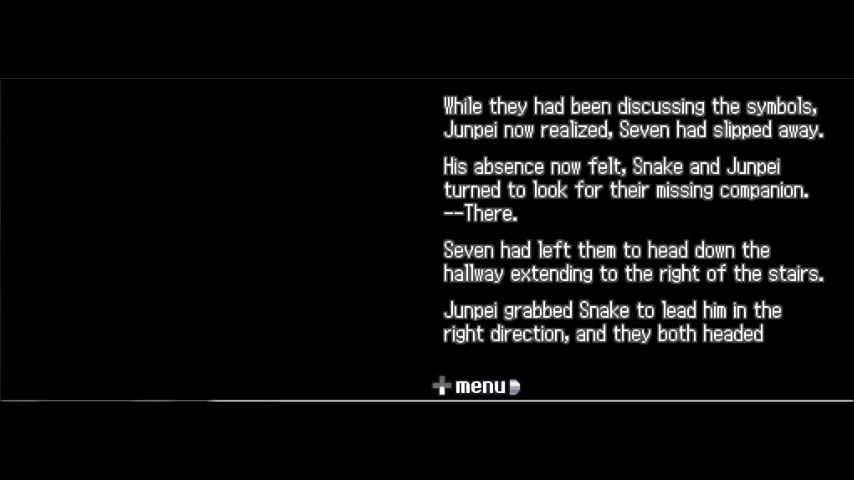 While they had been discussing the symbols,
Junpei now realized, Seven had slipped away.
His absence now felt, Snake and Junpei
turned to look for their missing companion.
--There.
Seven had left them to head down the
hallway extending to the right of the stairs.
Junpei grabbed Snake to lead him in the
right direction, and they both headed
menu